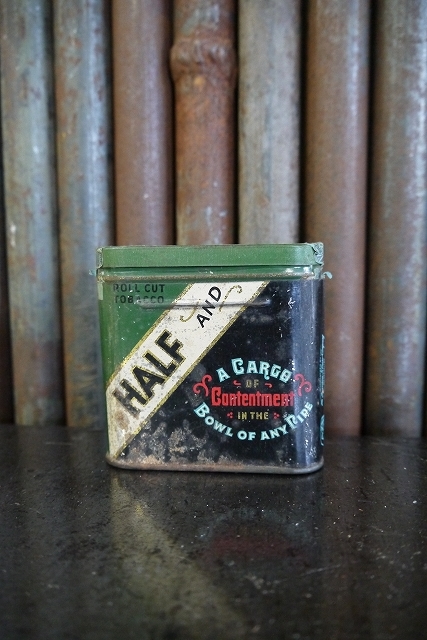 ROLL CUT
TOBACCO
HALF AND
A CARGO
OF
Contentment
IN THE
BOWL OF ANY PIPE